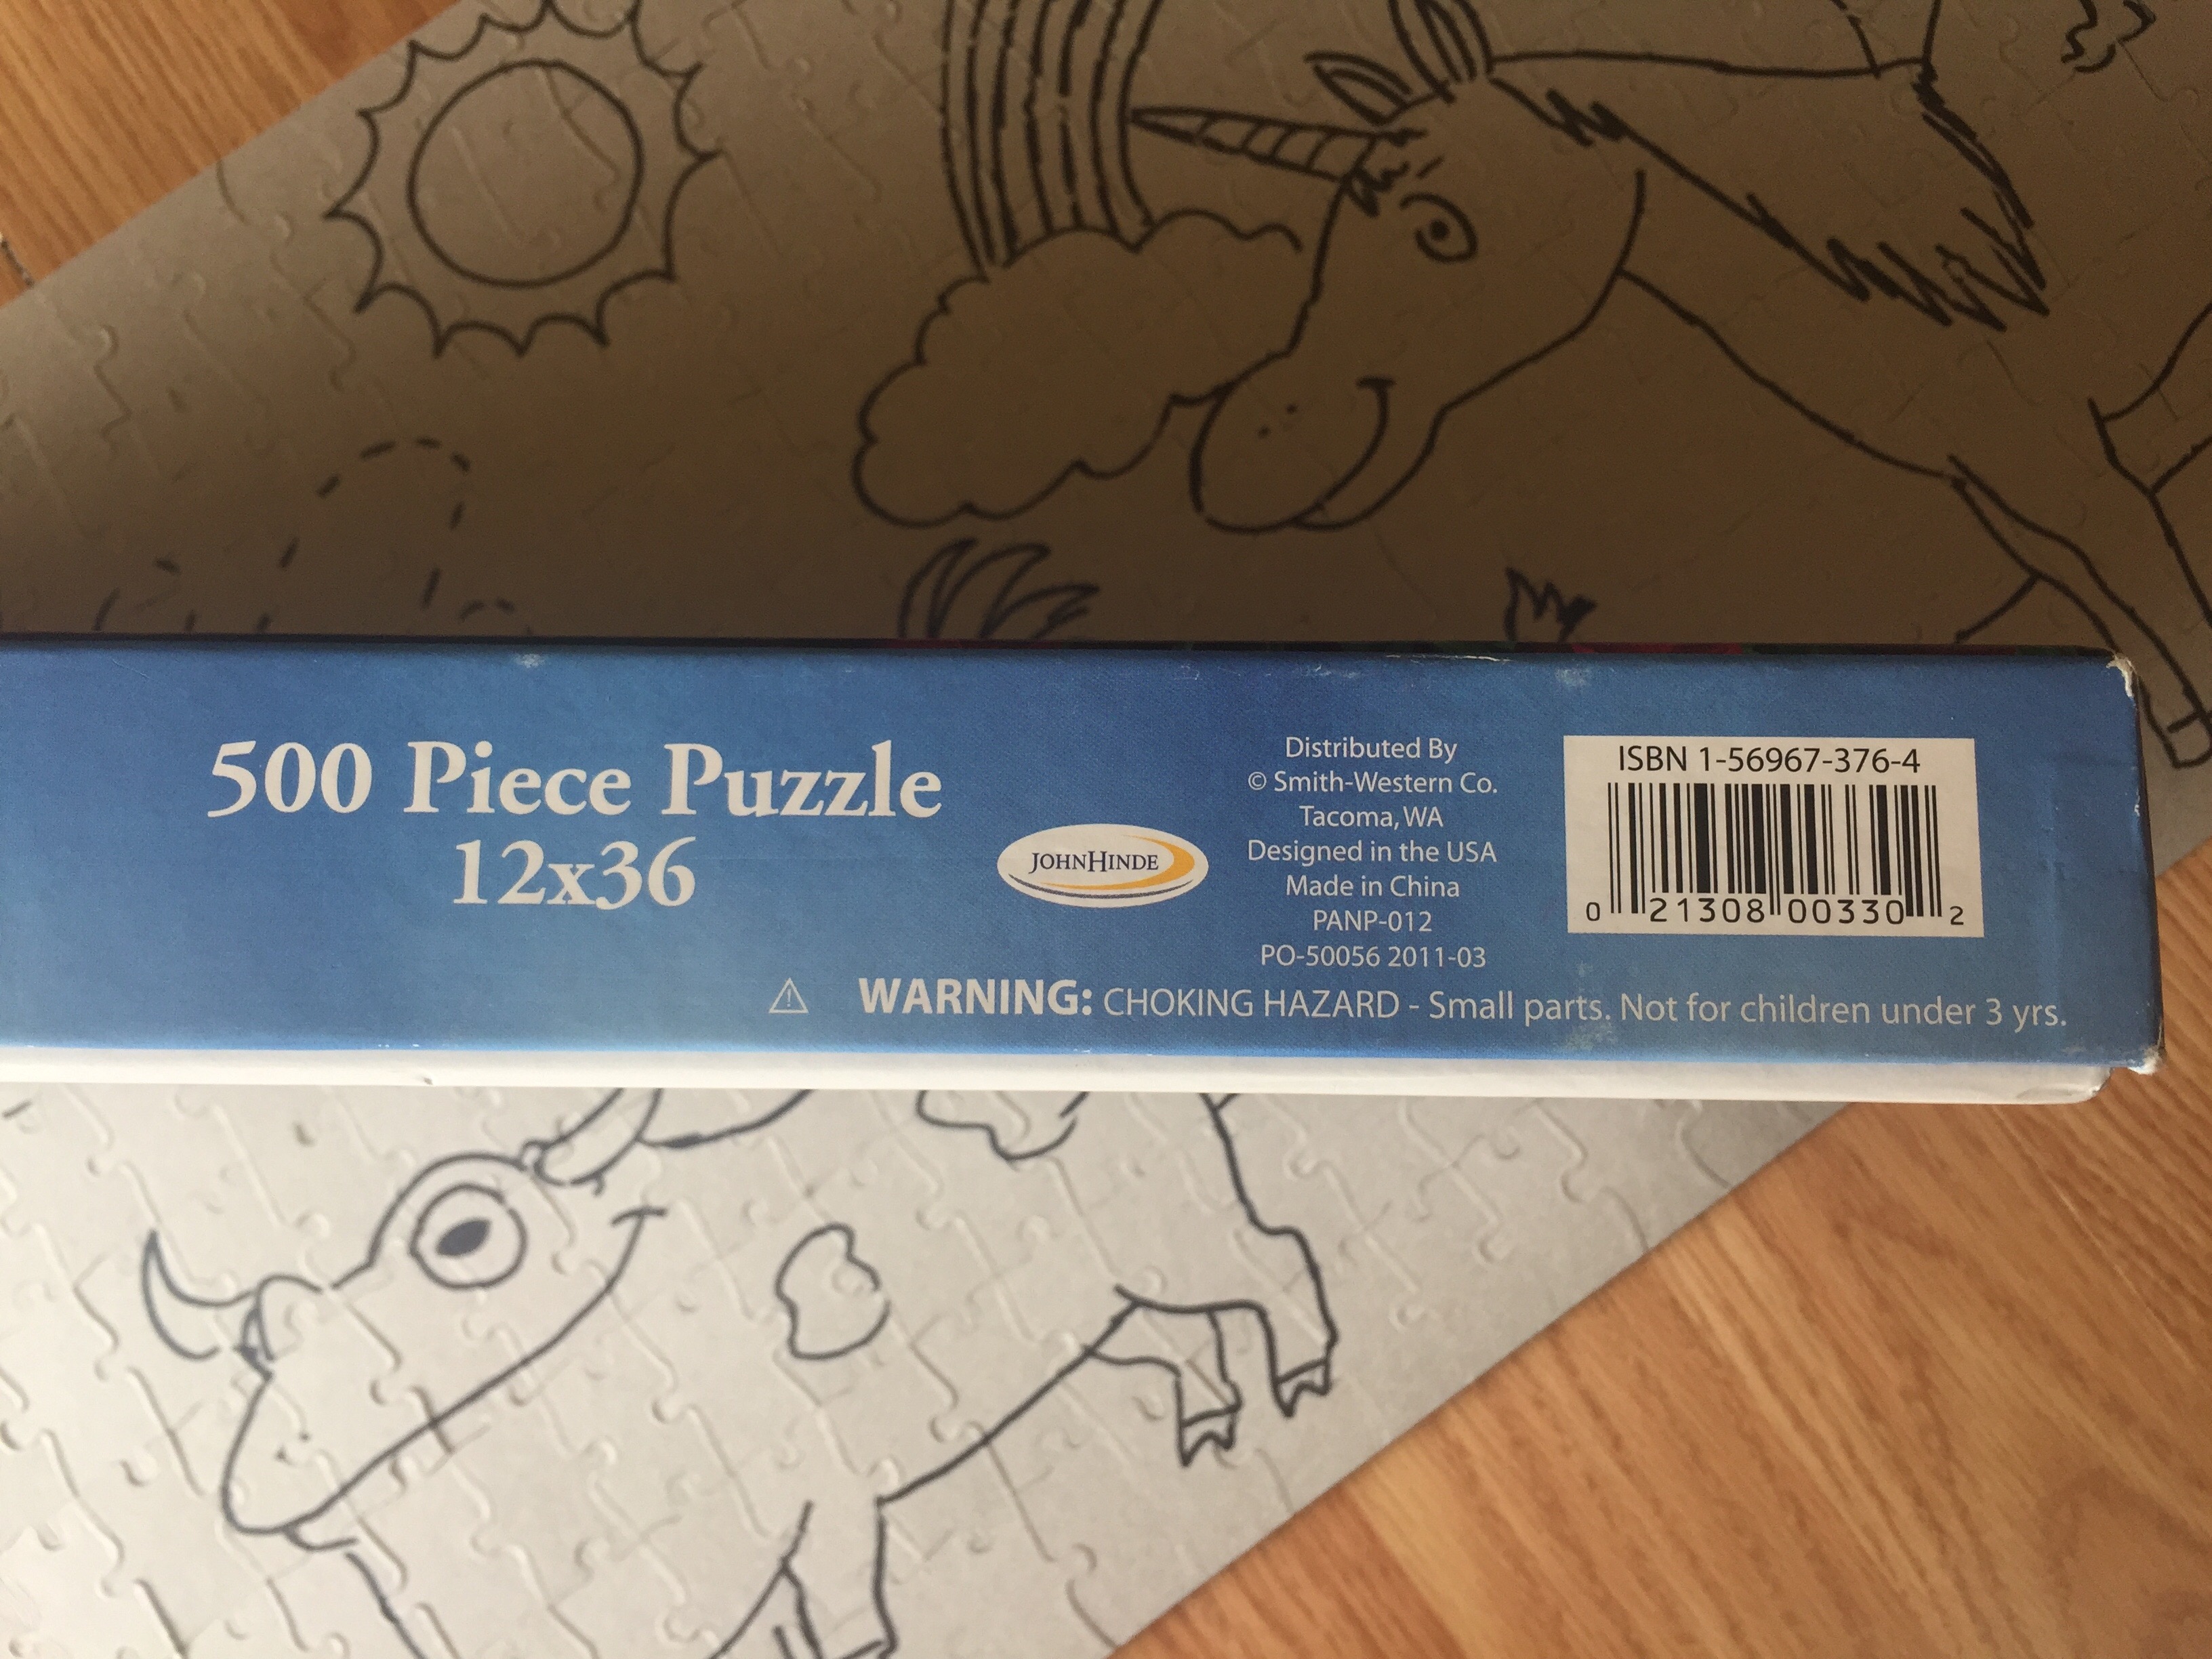 500 Piece Puzzle
12x36
JOHNHINDE
Distributed By
© Smith-Western Co.
Tacoma, WA
Designed in the USA
Made in China
PANP-012
PO-50056 2011-03
ISBN 1-56967-376-4
0 21308 00330 2
WARNING: CHOKING HAZARD - Small parts. Not for children under 3 yrs.